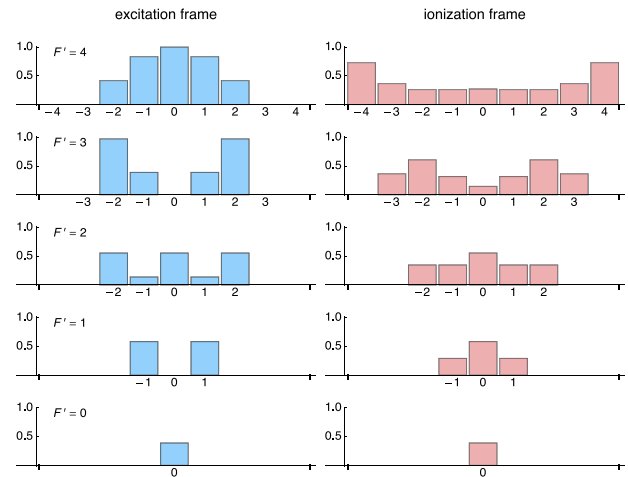 excitation frame ionization frame
1.0 1.0
F′ = 4
0.5 0.5
−4 −3 −2 −1 0 1 2 3 4 −4 −3 −2 −1 0 1 2 3 4
1.0 1.0
F′ = 3
0.5 0.5
−3 −2 −1 0 1 2 3 −3 −2 −1 0 1 2 3
1.0 1.0
F′ = 2
0.5 0.5
−2 −1 0 1 2 −2 −1 0 1 2
1.0 1.0
F′ = 1
0.5 0.5
−1 0 1 −1 0 1
1.0 1.0
F′ = 0
0.5 0.5
0 0